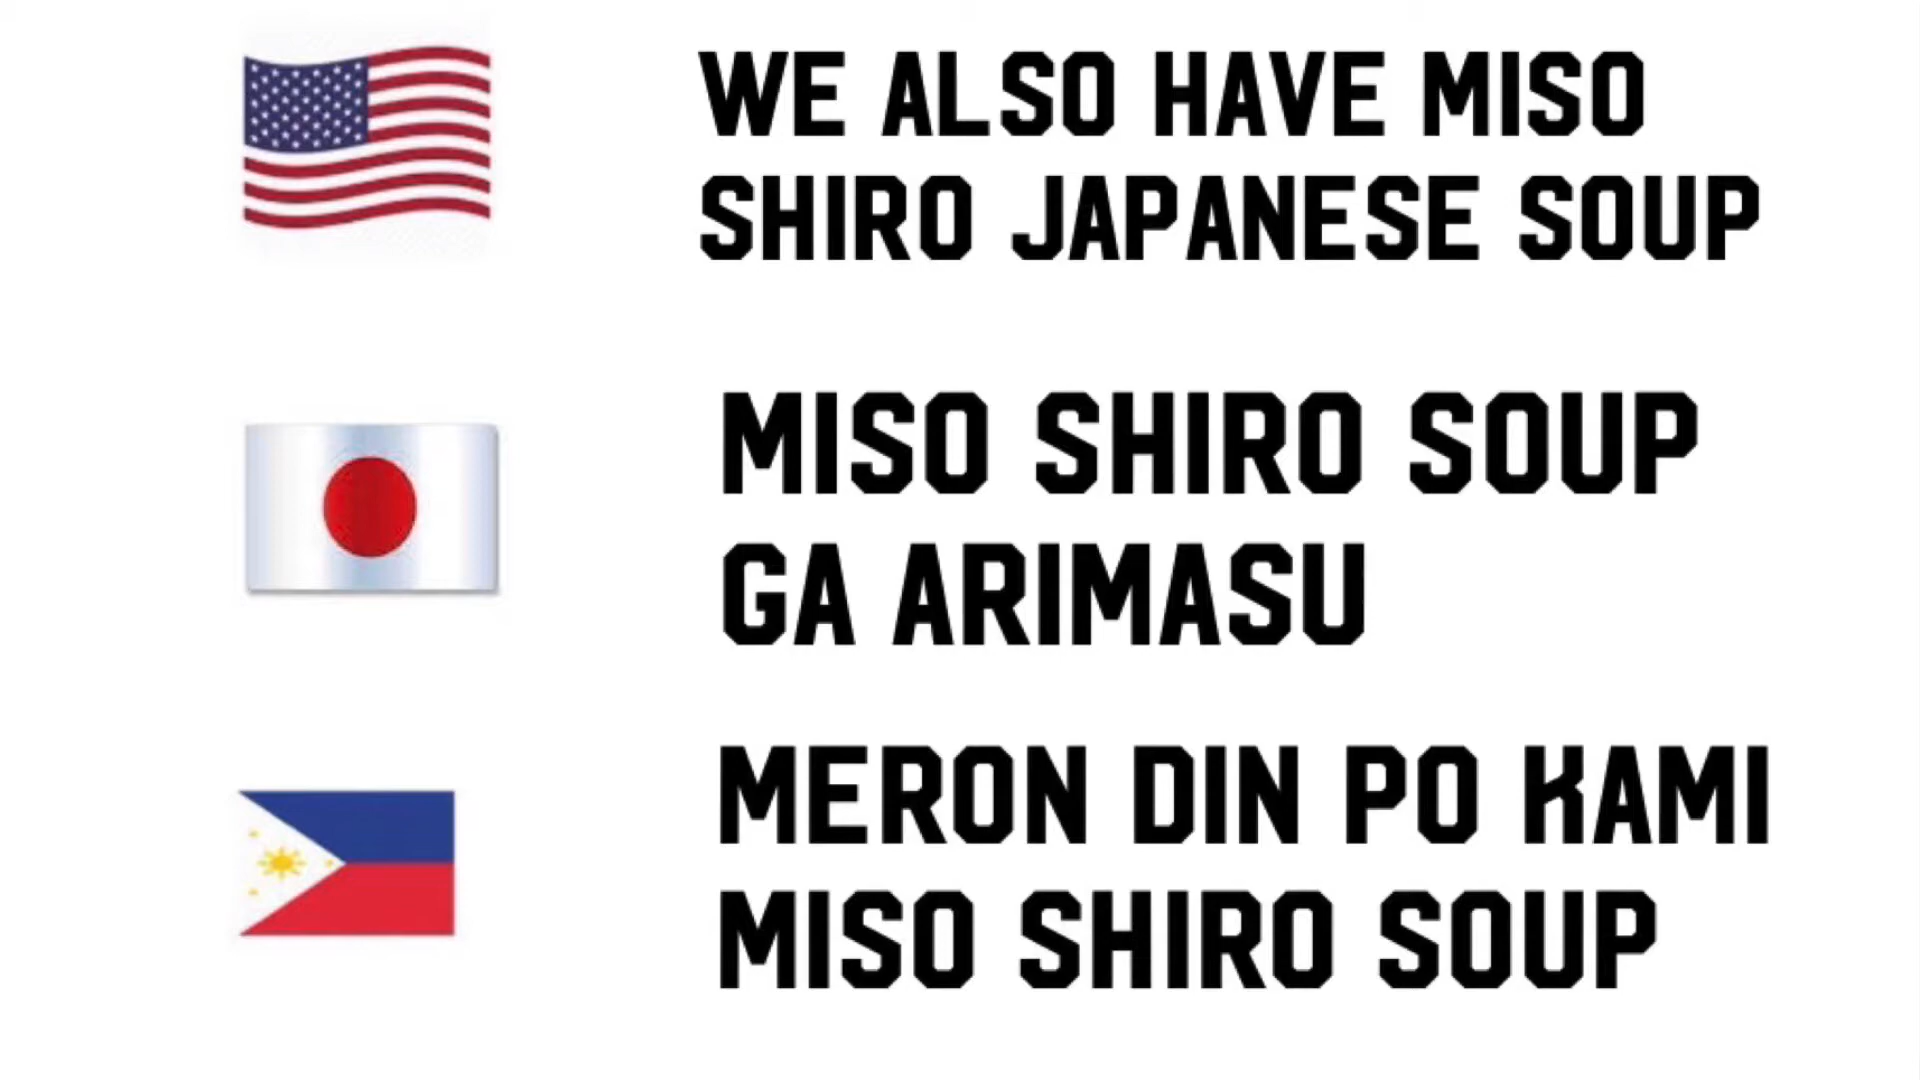 WE ALSO HAVE MISO
SHIRO JAPANESE SOUP
MISO SHIRO SOUP
GA ARIMASU
MERON DIN PO KAMI
MISO SHIRO SOUP